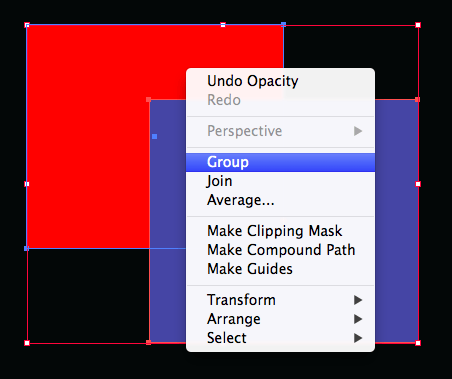 Undo Opacity
Redo
Perspective
Group
Join
Average...
Make Clipping Mask
Make Compound Path
Make Guides
Transform
Arrange
Select